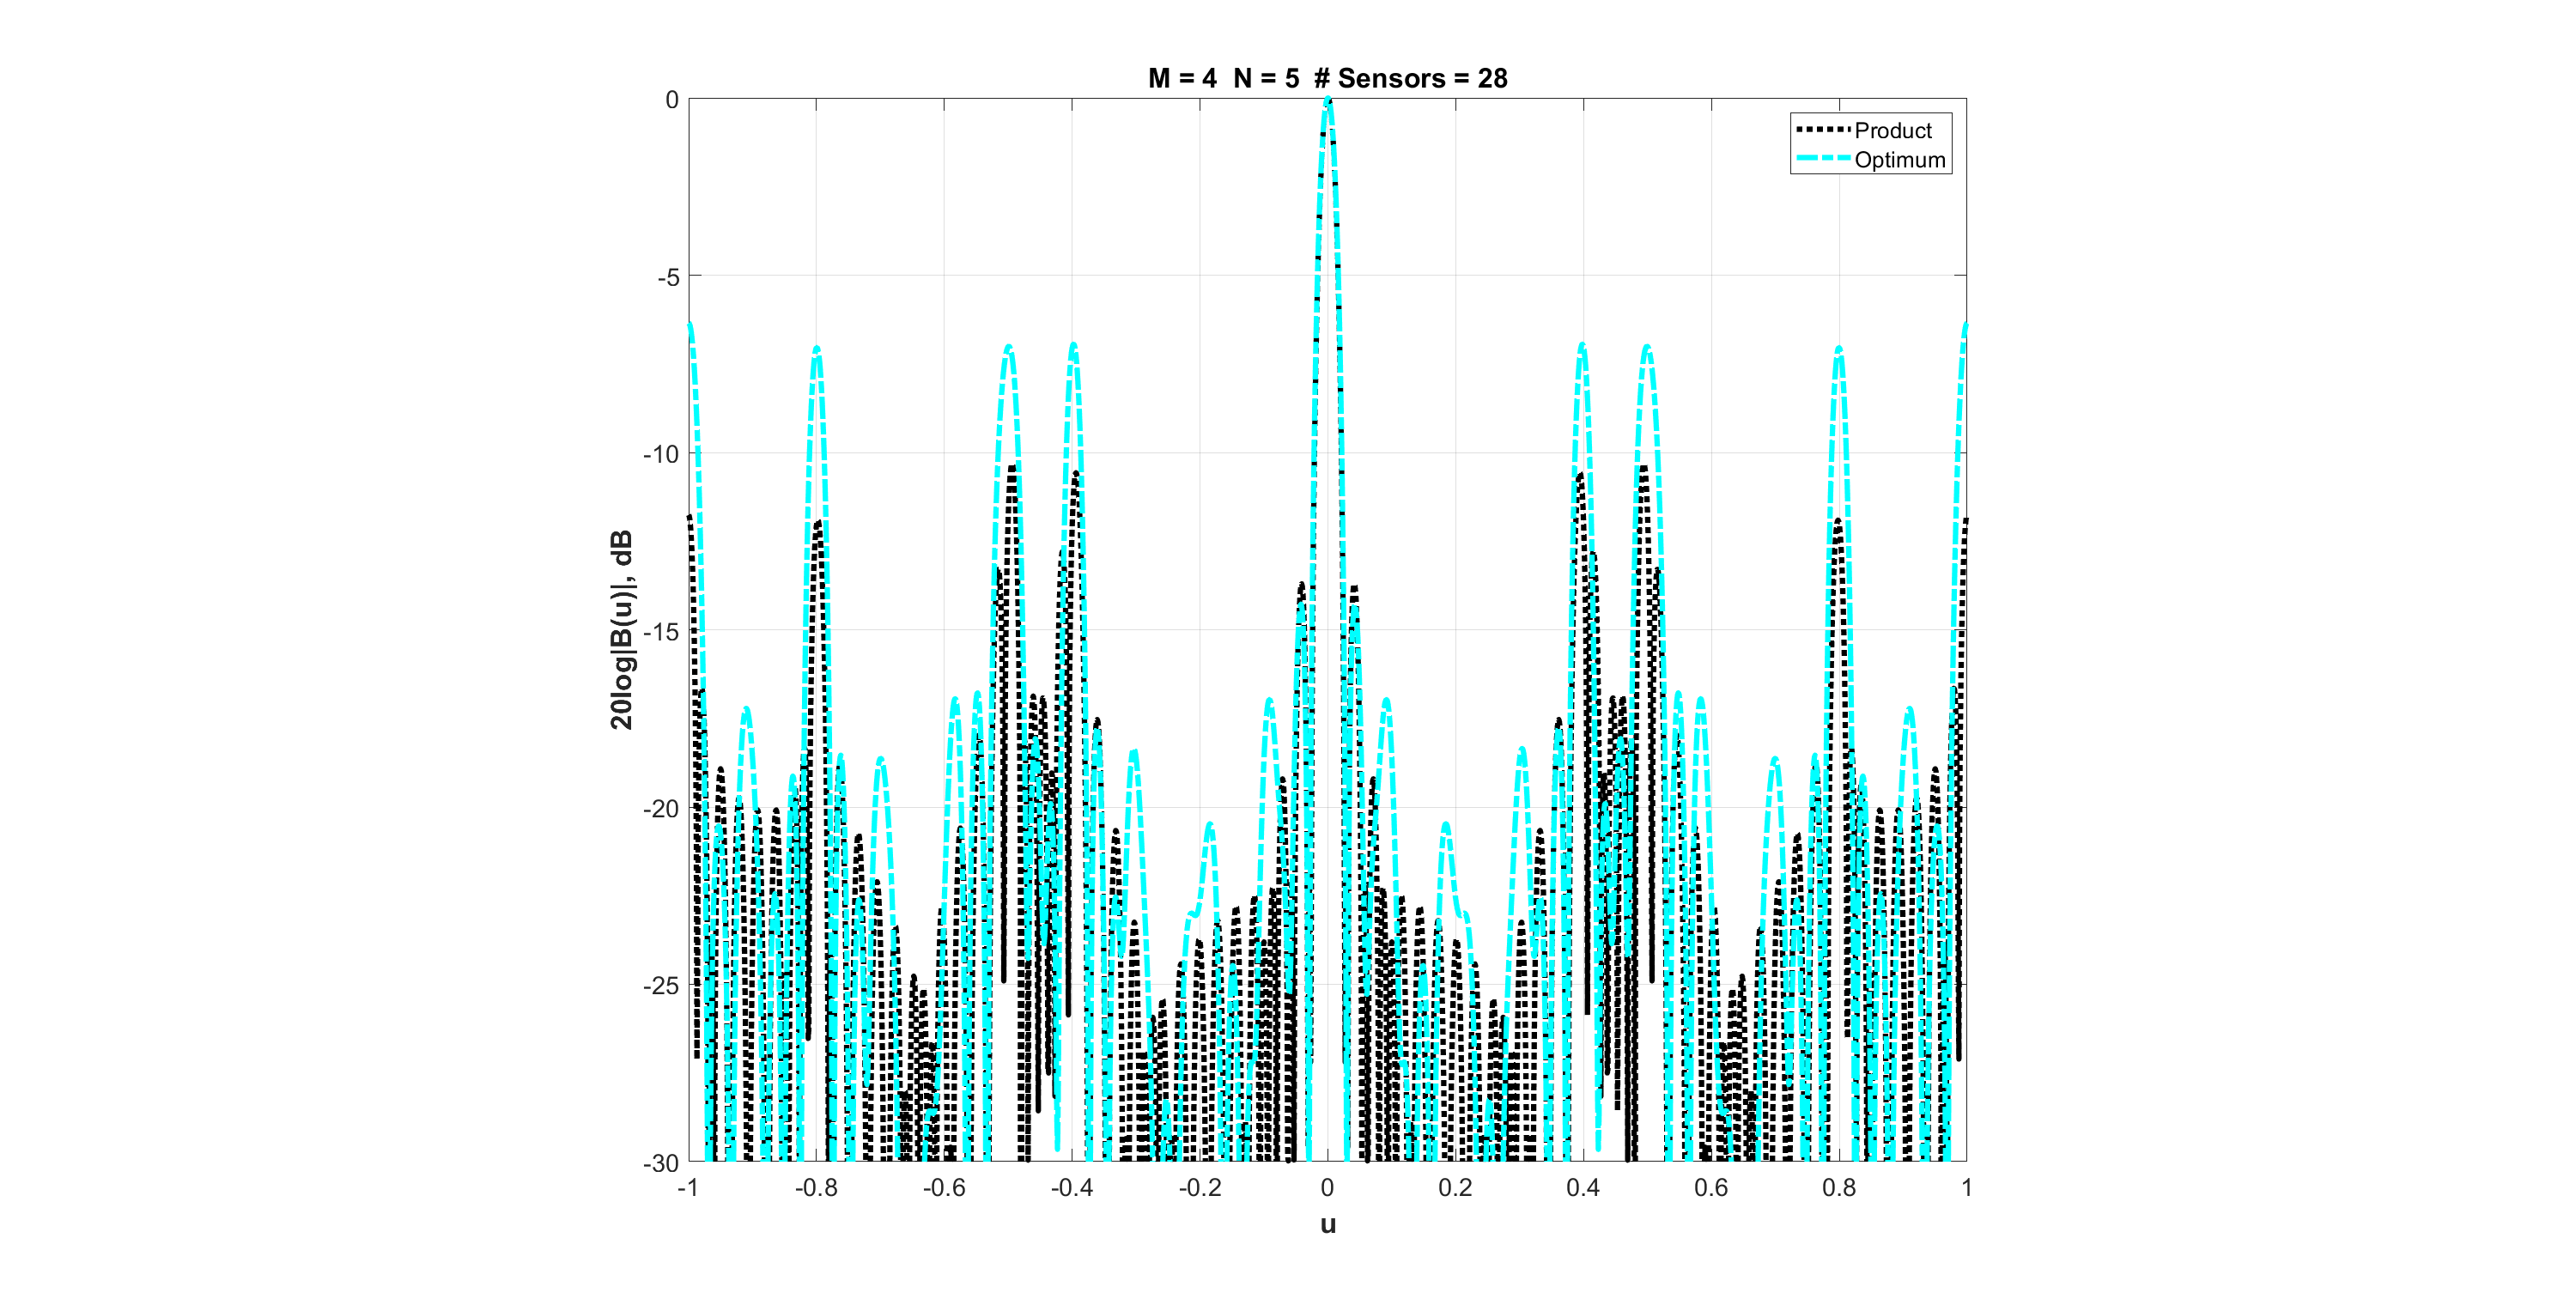 M = 4 N = 5 # Sensors = 28
Product
Optimum
20log|B(u)|, dB
0
-5
-10
-15
-20
-25
-30
-1 -0.8 -0.6 -0.4 -0.2 0 0.2 0.4 0.6 0.8 1
u